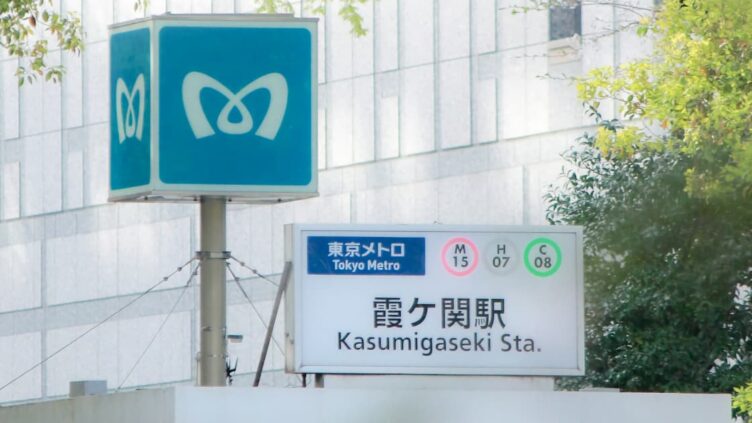 東京メトロ
Tokyo Metro
M 15
H 07
C 08
霞ケ関駅
Kasumigaseki Sta.